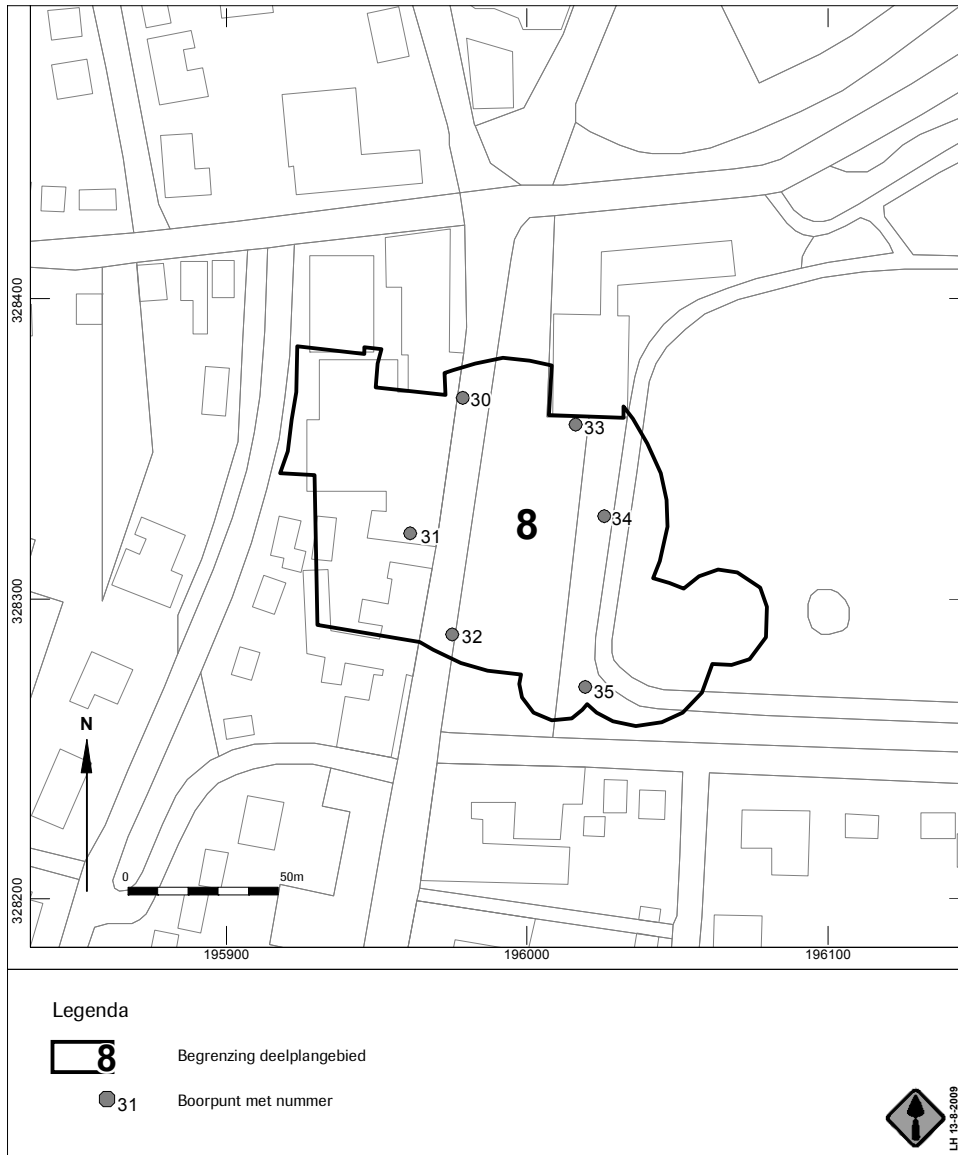 328400
328300
328200
30
33
34
31
8
32
35
N
0 50m
195900 196000 196100
Legenda
8 Begrenzing deelplangebied
31 Boorpunt met nummer
LH 13-8-2009